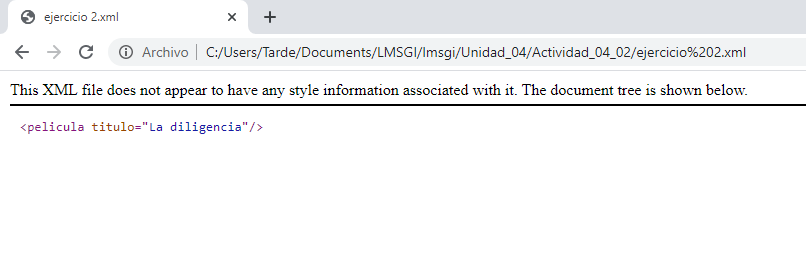 ejercicio 2.xml
Archivo | C:/Users/Tarde/Documents/LMSGI/lmsgi/Unidad_04/Actividad_04_02/ejercicio%202.xml
This XML file does not appear to have any style information associated with it. The document tree is shown below.
<pelicula titulo="La diligencia"/>